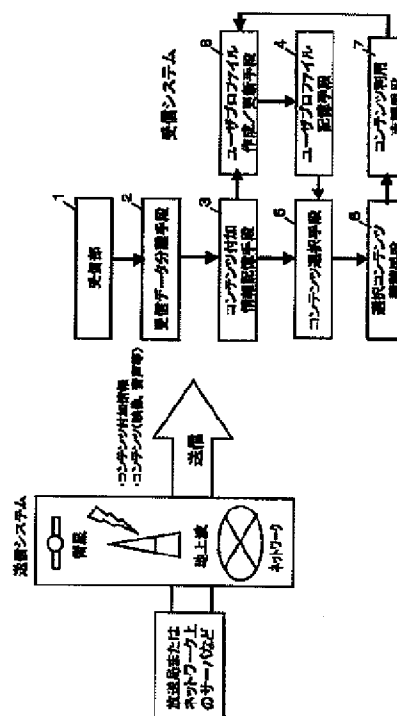 放送局または
ネットワーク上
のサーバなど
送信システム
衛星
地上波
ネットワーク
・コンテンツ付加情報
・コンテンツ(映像、音声等)
送信
受信システム
1
受信部
2
受信データ分離手段
3
コンテンツ付加
情報記憶手段
5
コンテンツ選択手段
6
選択コンテンツ
8
ユーザプロファイル
作成/更新手段
4
ユーザプロファイル
記憶手段
7
コンテンツ利用